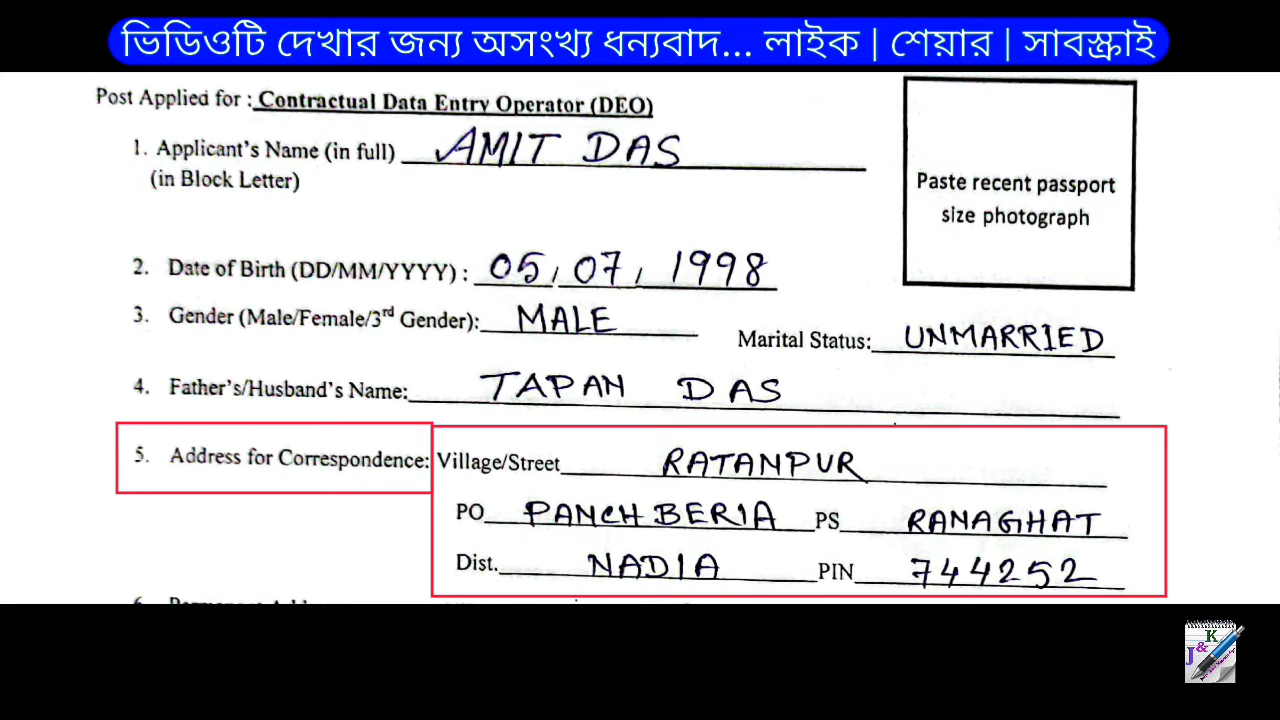 ভিডিওটি দেখার জন্য অসংখ্য ধন্যবাদ... লাইক | শেয়ার | সাবস্ক্রাই
Post Applied for : Contractual Data Entry Operator (DEO)
1. Applicant's Name (in full) AMIT DAS
(in Block Letter)
Paste recent passport
size photograph
2. Date of Birth (DD/MM/YYYY) : 05/07/1998
3. Gender (Male/Female/3rd Gender): MALE
Marital Status: UNMARRIED
4. Father's/Husband's Name: TAPAN DAS
5. Address for Correspondence: Village/Street RATANPUR
PO PANCHBERIA PS RANAGHAT
Dist. NADIA PIN 744252
J&K